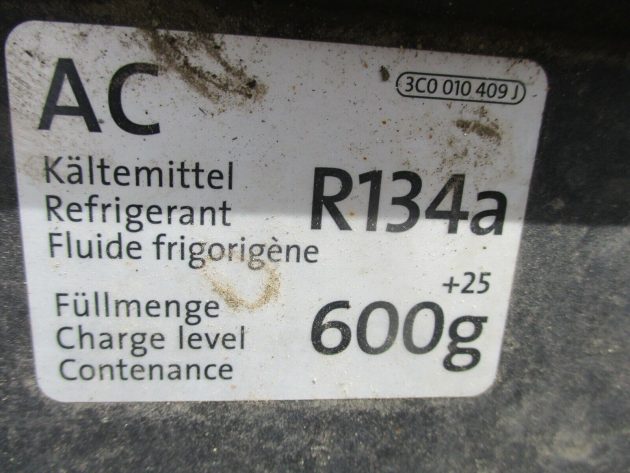 AC
3C0 010 409 J
Kältemittel
Refrigerant
Fluide frigorigène
R134a
Füllmenge
Charge level
Contenance
+25
600g